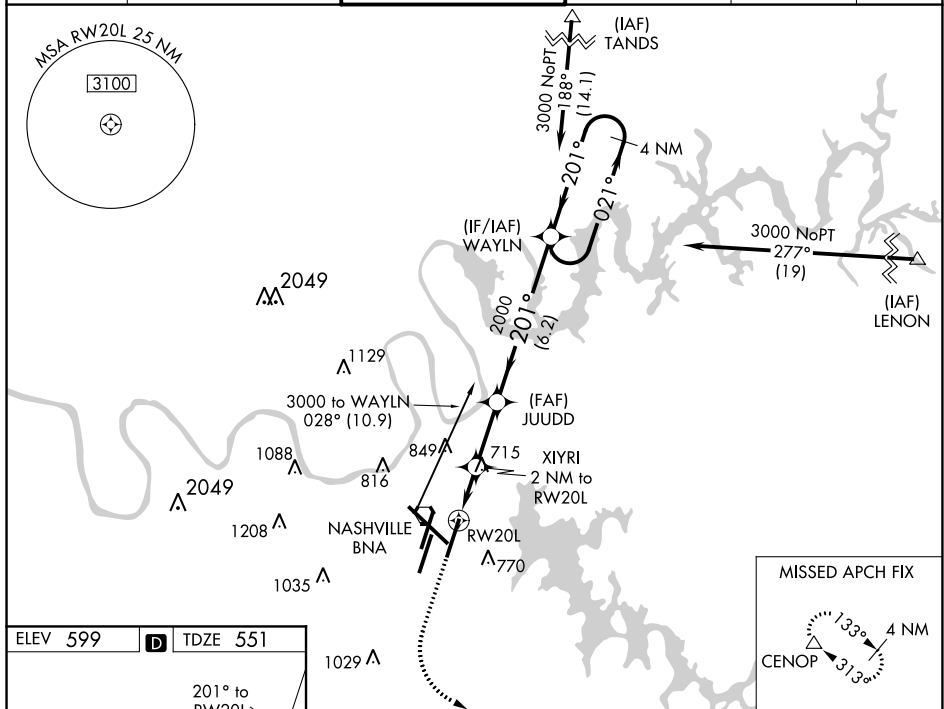 MSA RW20L 25 NM
3100
(IAF)
TANDS
3000 NoPT
188°
(14.1)
4 NM
201°
021°
(IF/IAF)
WAYLN
3000 NoPT
277°
(19)
(IAF)
LENON
2049
2000
201°
(6.2)
1129
3000 to WAYLN
028° (10.9)
(FAF)
JUUDD
849
715
1088
816
XIYRI
2 NM to
RW20L
2049
1208
NASHVILLE
BNA
RW20L
770
1035
MISSED APCH FIX
133°
4 NM
CENOP
313°
ELEV 599
D
TDZE 551
1029
201° to
RW20L